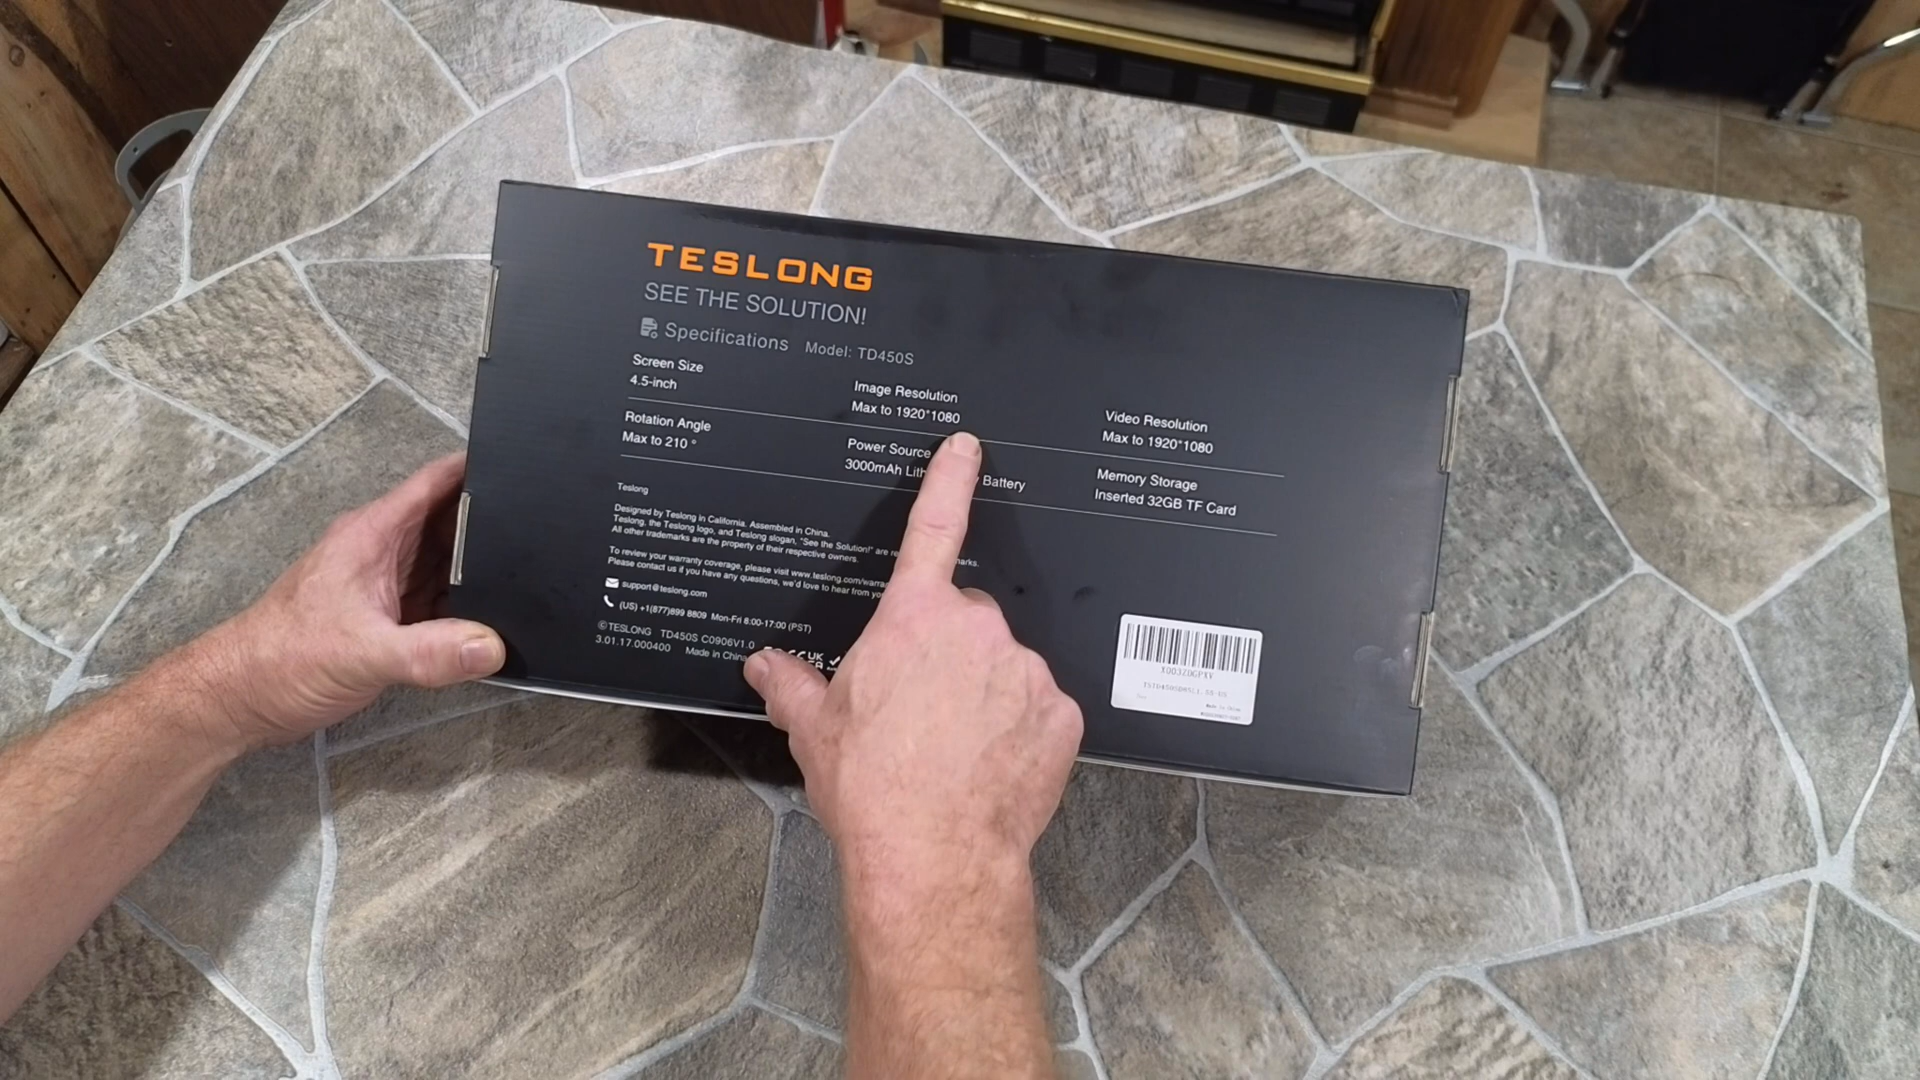 TESLONG
SEE THE SOLUTION!
Specifications Model: TD450S
Screen Size
4.5-inch
Image Resolution
Max to 1920*1080
Video Resolution
Max to 1920*1080
Rotation Angle
Max to 210 °
Power Source
3000mAh Lith Battery
Memory Storage
Inserted 32GB TF Card
Teslong
Designed by Teslong in California. Assembled in China.
Teslong, the Teslong logo, and Teslong slogan, "See the Solution!" are re marks.
All other trademarks are the property of their respective owners.
To review your warranty coverage, please visit www.teslong.com/warra
Please contact us if you have any questions, we'd love to hear from yo
support@teslong.com
(US) +1(877)899 8809 Mon-Fri 8:00-17:00 (PST)
©TESLONG TD450S C0906V1.0
3.01.17.000400 Made in China
UK
CA
X003ZDGPXV